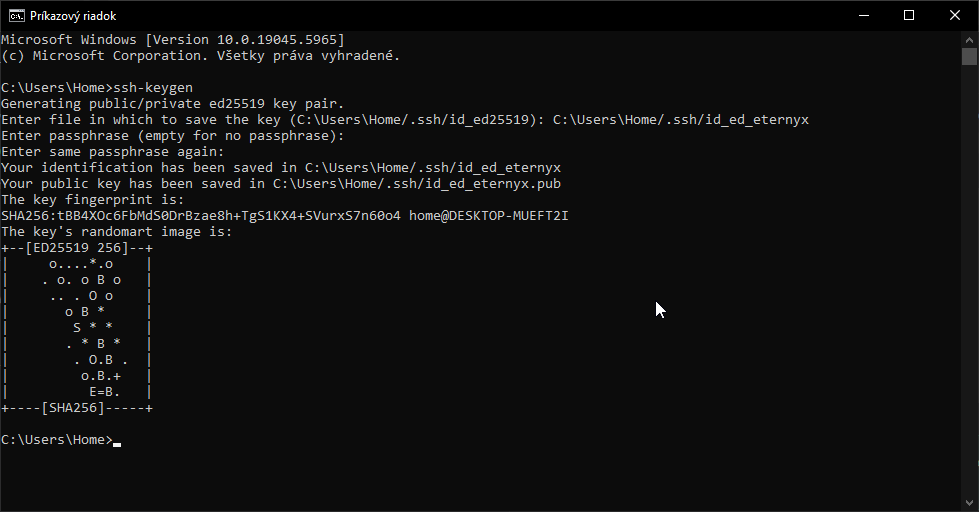 Príkazový riadok
Microsoft Windows [Version 10.0.19045.5965]
(c) Microsoft Corporation. Všetky práva vyhradené.
C:\Users\Home>ssh-keygen
Generating public/private ed25519 key pair.
Enter file in which to save the key (C:\Users\Home/.ssh/id_ed25519): C:\Users\Home/.ssh/id_ed_eternyx
Enter passphrase (empty for no passphrase):
Enter same passphrase again:
Your identification has been saved in C:\Users\Home/.ssh/id_ed_eternyx
Your public key has been saved in C:\Users\Home/.ssh/id_ed_eternyx.pub
The key fingerprint is:
SHA256:tBB4XOc6FbMdS0DrBzae8h+TgS1KX4+SVurxS7n60o4 home@DESKTOP-MUEFT2I
The key's randomart image is:
+--[ED25519 256]--+
|     o....*.o    |
|    . o. o B o   |
|     .. . O o    |
|       o B *     |
|        S * *    |
|       . * B *   |
|        . O.B .  |
|         o.B.+   |
|          E=B.   |
+----[SHA256]-----+
C:\Users\Home>